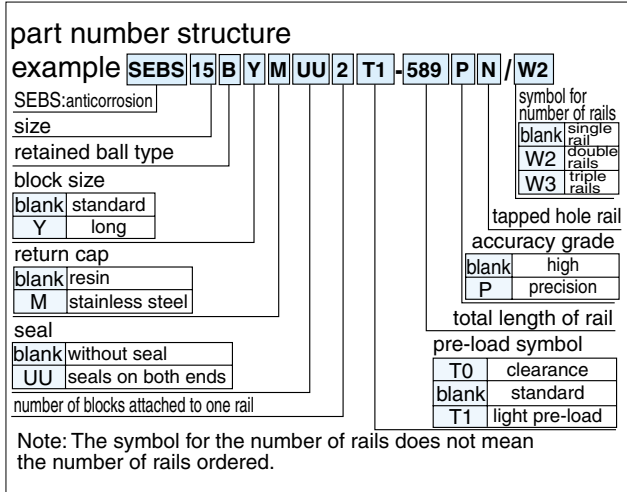 part number structure
example SEBS 15 B Y M UU 2 T1 - 589 P N / W2
SEBS:anticorrosion
size
retained ball type
block size
blank standard
Y long
return cap
blank resin
M stainless steel
seal
blank without seal
UU seals on both ends
number of blocks attached to one rail
symbol for
number of rails
blank single rail
W2 double rails
W3 triple rails
tapped hole rail
accuracy grade
blank high
P precision
total length of rail
pre-load symbol
T0 clearance
blank standard
T1 light pre-load
Note: The symbol for the number of rails does not mean
the number of rails ordered.